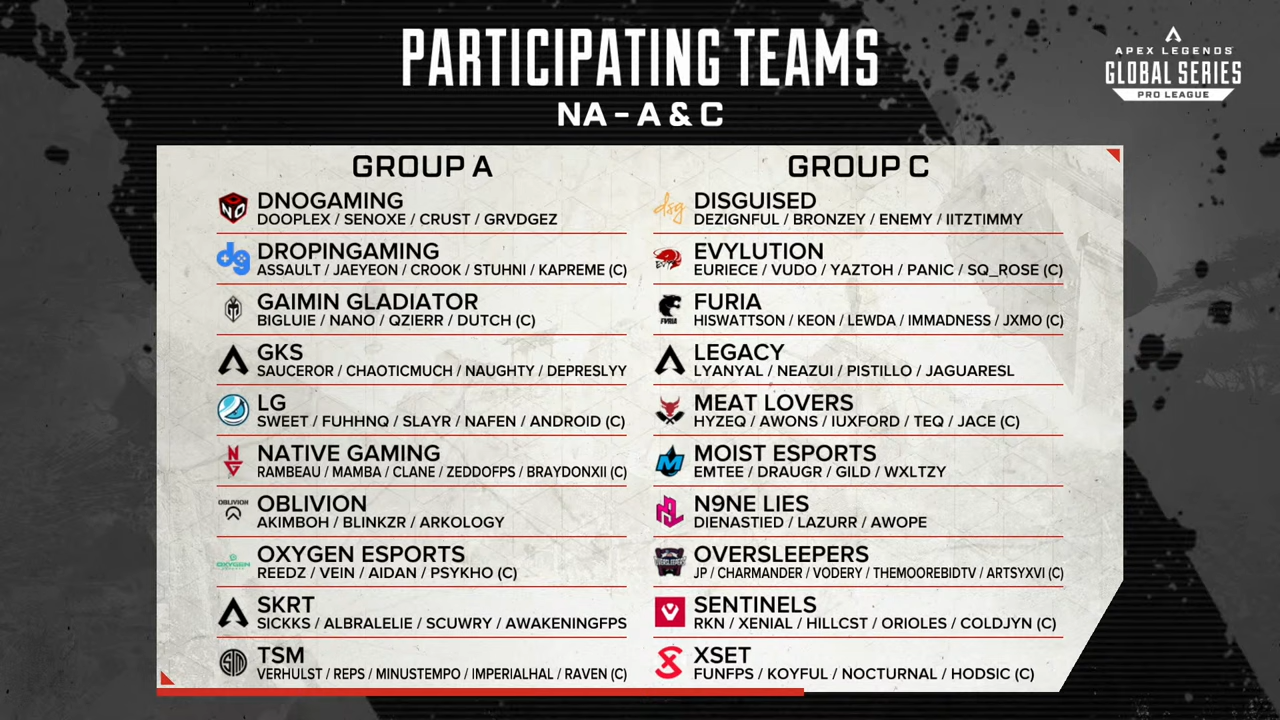 PARTICIPATING TEAMS
NA - A & C
APEX LEGENDS
GLOBAL SERIES
PRO LEAGUE
GROUP A
DNOGAMING
DOOPLEX / SENOXE / CRUST / GRVDGEZ
DROPINGAMING
ASSAULT / JAEYEON / CROOK / STUHNI / KAPREME (C)
GAIMIN GLADIATOR
BIGLUIE / NANO / QZIERR / DUTCH (C)
GKS
SAUCEROR / CHAOTICMUCH / NAUGHTY / DEPRESLYY
LG
SWEET / FUHHNQ / SLAYR / NAFEN / ANDROID (C)
NATIVE GAMING
RAMBEAU / MAMBA / CLANE / ZEDDOFPS / BRAYDONXII (C)
OBLIVION
OBLIVION
AKIMBOH / BLINKZR / ARKOLOGY
OXYGEN
OXYGEN ESPORTS
REEDZ / VEIN / AIDAN / PSYKHO (C)
SKRT
SICKKS / ALBRALELIE / SCUWRY / AWAKENINGFPS
TSM
TSM
VERHULST / REPS / MINUSTEMPO / IMPERIALHAL / RAVEN (C)
GROUP C
dsg
DISGUISED
DEZIGNFUL / BRONZEY / ENEMY / IITZTIMMY
EVYLUTION
EURIECE / VUDO / YAZTOH / PANIC / SQ_ROSE (C)
FURIA
FURIA
HISWATTSON / KEON / LEWDA / IMMADNESS / JXMO (C)
LEGACY
LYANYAL / NEAZUI / PISTILLO / JAGUARESL
MEAT LOVERS
HYZEQ / AWONS / IUXFORD / TEQ / JACE (C)
MOIST ESPORTS
EMTEE / DRAUGR / GILD / WXLTZY
N9NE LIES
DIENASTIED / LAZURR / AWOPE
OVERSLEEPERS
OVERSLEEPERS
JP / CHARMANDER / VODERY / THEMOOREBIDTV / ARTSYXVI (C)
SENTINELS
RKN / XENIAL / HILLCST / ORIOLES / COLDJYN (C)
XSET
FUNFPS / KOYFUL / NOCTURNAL / HODSIC (C)